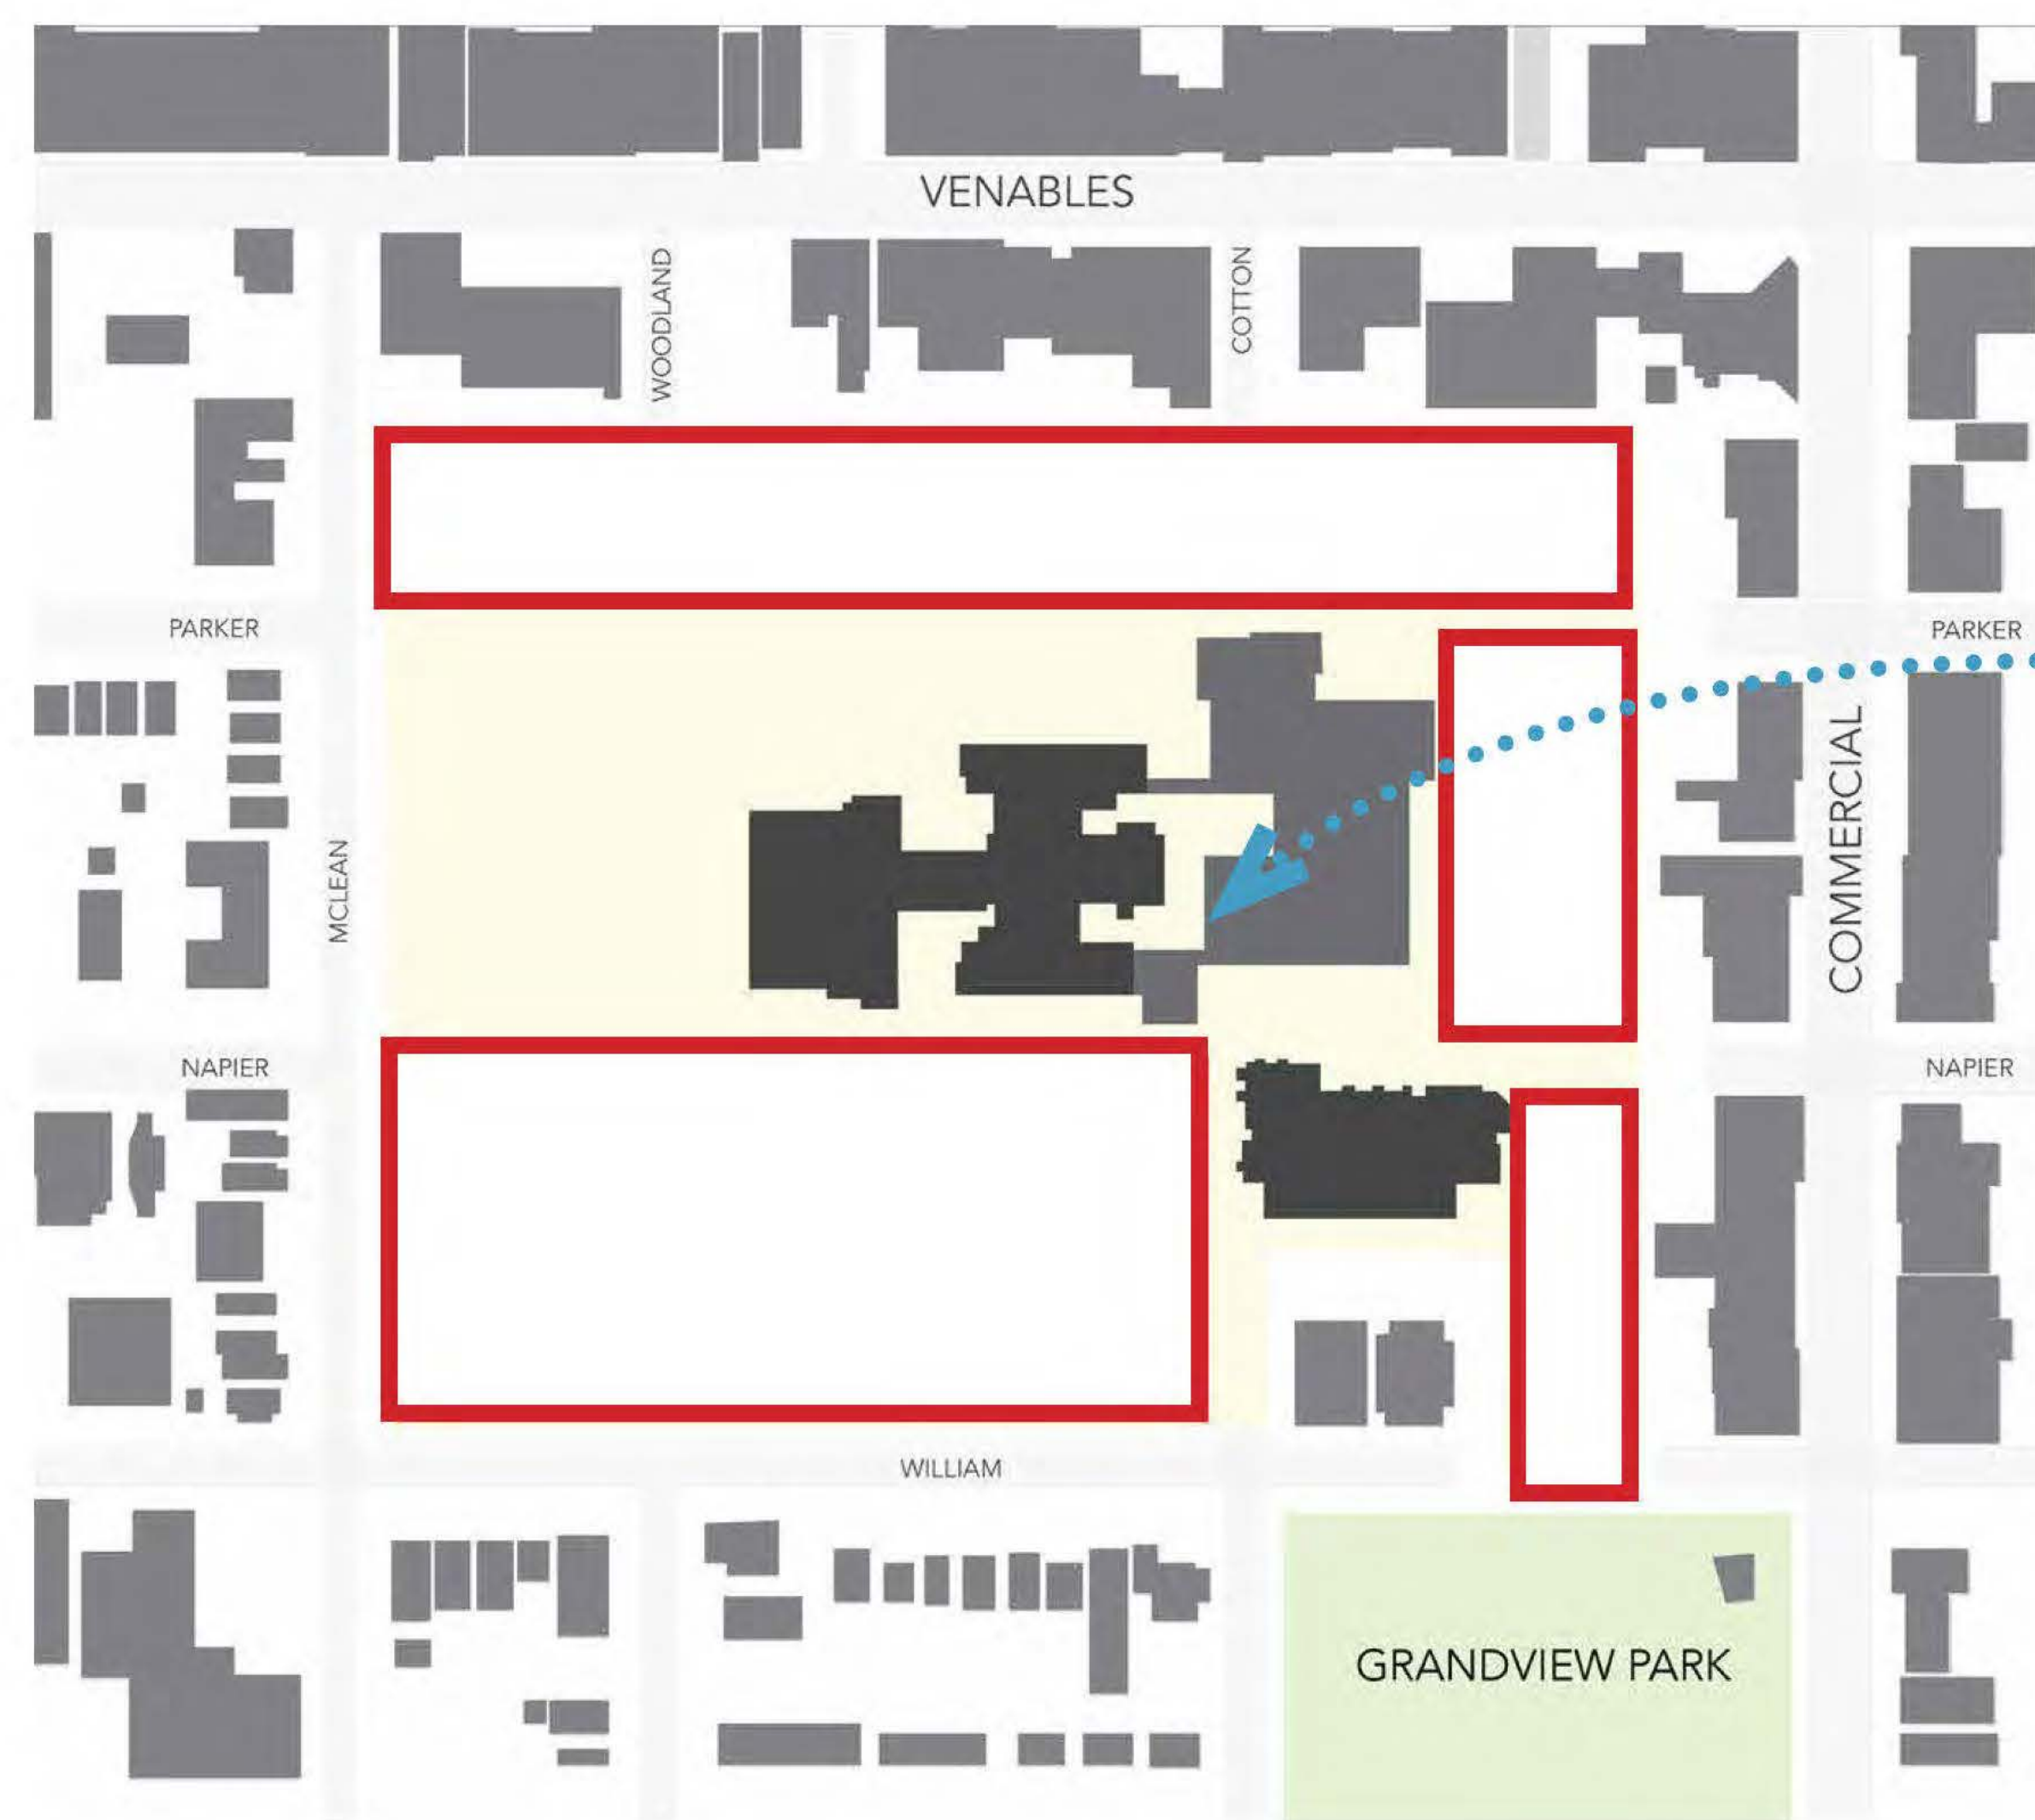 VENABLES
WOODLAND
COTTON
PARKER
PARKER
MCLEAN
COMMERCIAL
NAPIER
NAPIER
WILLIAM
GRANDVIEW PARK